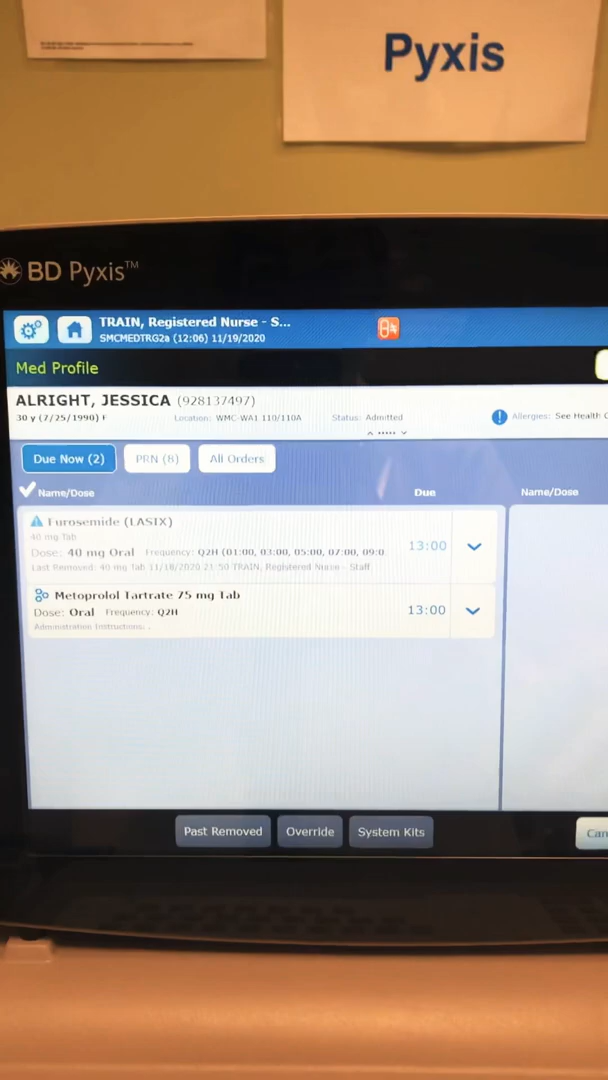 Pyxis
BD Pyxis™
TRAIN, Registered Nurse - S...
SMCMEDTRG2a (12:06) 11/19/2020
Med Profile
ALRIGHT, JESSICA (928137497)
30 y (7/25/1990) F Location: WMC-WA1 110/110A Status: Admitted Allergies: See Health
Due Now (2) PRN (8) All Orders
Name/Dose Due Name/Dose
Furosemide (LASIX)
40 mg Tab
Dose: 40 mg Oral Frequency: Q2H (01:00, 03:00, 05:00, 07:00, 09:0 13:00
Last Removed: 40 mg Tab 11/18/2020 21:50 TRAIN, Registered Nurse - Staff
Metoprolol Tartrate 75 mg Tab
Dose: Oral Frequency: Q2H 13:00
Administration Instructions: .
Past Removed Override System Kits Can